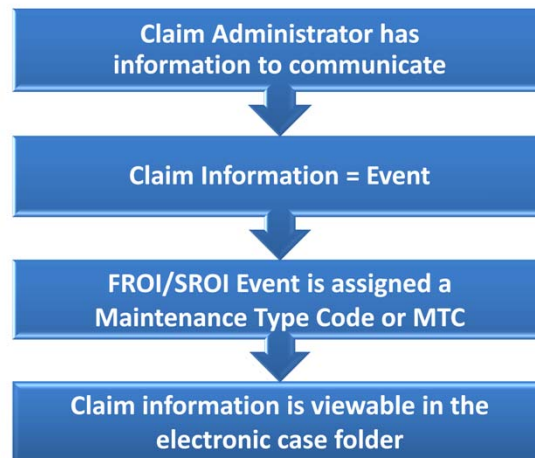 Claim Administrator has
information to communicate
Claim Information = Event
FROI/SROI Event is assigned a
Maintenance Type Code or MTC
Claim information is viewable in the
electronic case folder